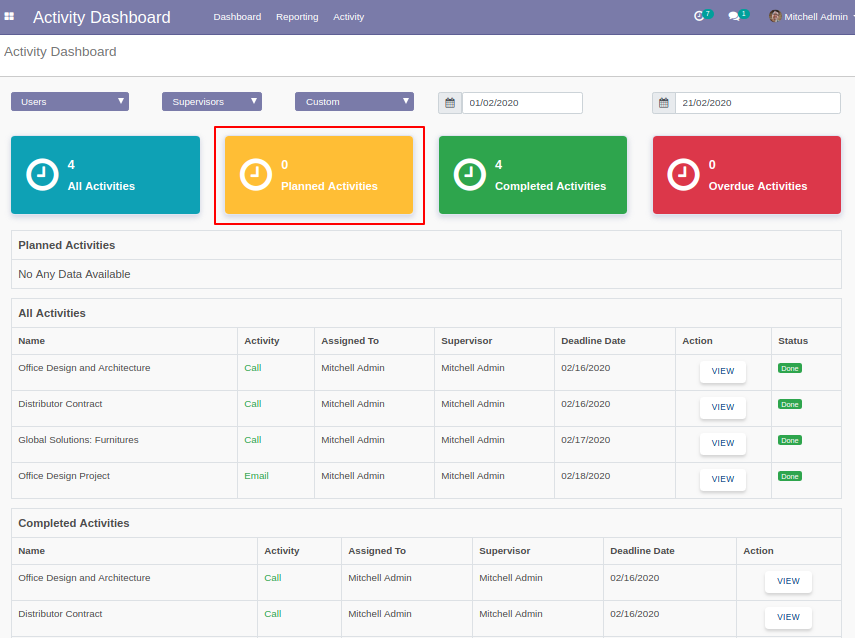 Activity Dashboard Dashboard Reporting Activity 7 1 Mitchell Admin
Activity Dashboard
Users Supervisors Custom 01/02/2020 21/02/2020
4 0 4 0
All Activities Planned Activities Completed Activities Overdue Activities
Planned Activities
No Any Data Available
All Activities
Name Activity Assigned To Supervisor Deadline Date Action Status
Office Design and Architecture Call Mitchell Admin Mitchell Admin 02/16/2020 VIEW Done
Distributor Contract Call Mitchell Admin Mitchell Admin 02/16/2020 VIEW Done
Global Solutions: Furnitures Call Mitchell Admin Mitchell Admin 02/17/2020 VIEW Done
Office Design Project Email Mitchell Admin Mitchell Admin 02/18/2020 VIEW Done
Completed Activities
Name Activity Assigned To Supervisor Deadline Date Action
Office Design and Architecture Call Mitchell Admin Mitchell Admin 02/16/2020 VIEW
Distributor Contract Call Mitchell Admin Mitchell Admin 02/16/2020 VIEW